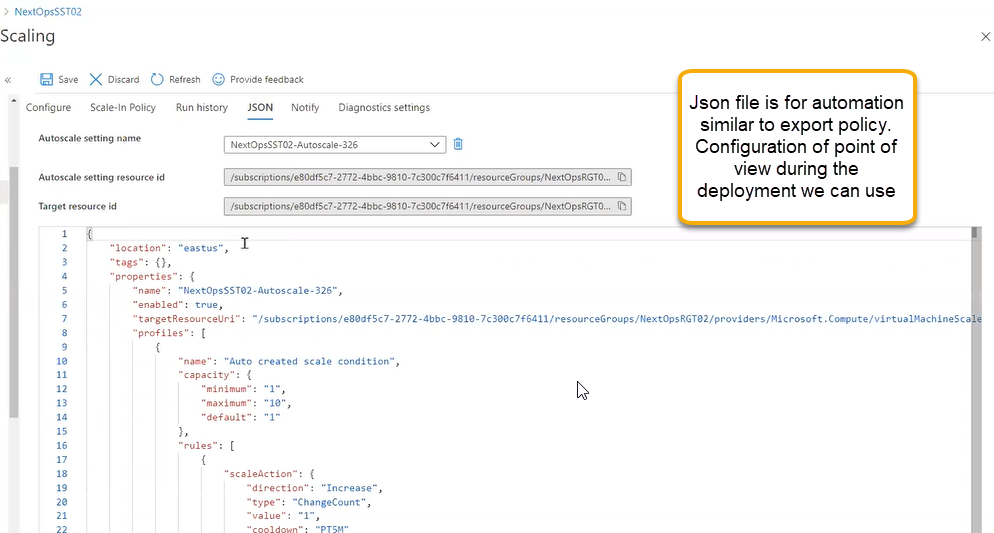 > NextOpsSST02
Scaling
« Save Discard Refresh Provide feedback
Configure Scale-In Policy Run history JSON Notify Diagnostics settings
Autoscale setting name NextOpsSST02-Autoscale-326
Autoscale setting resource id /subscriptions/e80df5c7-2772-4bbc-9810-7c300c7f6411/resourceGroups/NextOpsRGT0...
Target resource id /subscriptions/e80df5c7-2772-4bbc-9810-7c300c7f6411/resourceGroups/NextOpsRGT0...
Json file is for automation
similar to export policy.
Configuration of point of
view during the
deployment we can use
1 {
2 "location": "eastus",
3 "tags": {},
4 "properties": {
5 "name": "NextOpsSST02-Autoscale-326",
6 "enabled": true,
7 "targetResourceUri": "/subscriptions/e80df5c7-2772-4bbc-9810-7c300c7f6411/resourceGroups/NextOpsRGT02/providers/Microsoft.Compute/virtualMachineScale
8 "profiles": [
9 {
10 "name": "Auto created scale condition",
11 "capacity": {
12 "minimum": "1",
13 "maximum": "10",
14 "default": "1"
15 },
16 "rules": [
17 {
18 "scaleAction": {
19 "direction": "Increase",
20 "type": "ChangeCount",
21 "value": "1",
22 "cooldown": "PT5M"